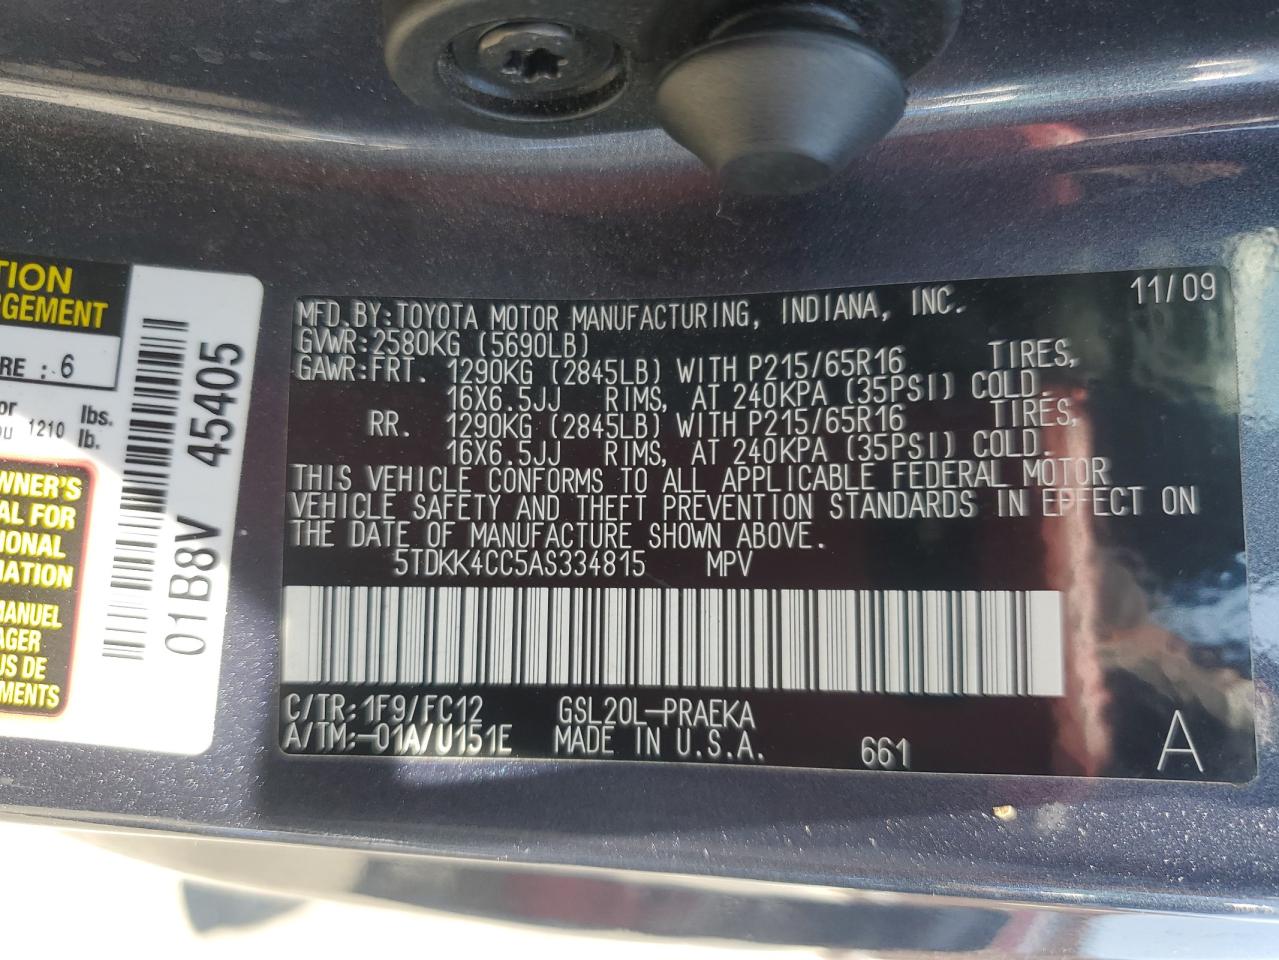 TION
RGEMENT
RE : 6
or lbs.
ou 1210 lb.
WNER'S
AL FOR
IONAL
MATION
MANUEL
AGER
US DE
MENTS
01B8V 45405
11/09
MFD.BY:TOYOTA MOTOR MANUFACTURING, INDIANA, INC.
GVWR:2580KG (5690LB)
GAWR:FRT. 1290KG (2845LB) WITH P215/65R16 TIRES,
16X6.5JJ RIMS, AT 240KPA (35PSI) COLD.
RR. 1290KG (2845LB) WITH P215/65R16 TIRES,
16X6.5JJ RIMS, AT 240KPA (35PSI) COLD.
THIS VEHICLE CONFORMS TO ALL APPLICABLE FEDERAL MOTOR
VEHICLE SAFETY AND THEFT PREVENTION STANDARDS IN EFFECT ON
THE DATE OF MANUFACTURE SHOWN ABOVE.
5TDKK4CC5AS334815 MPV
C/TR:1F9/FC12 GSL20L-PRAEKA
A/TM:-01A/U151E MADE IN U.S.A. 661 A